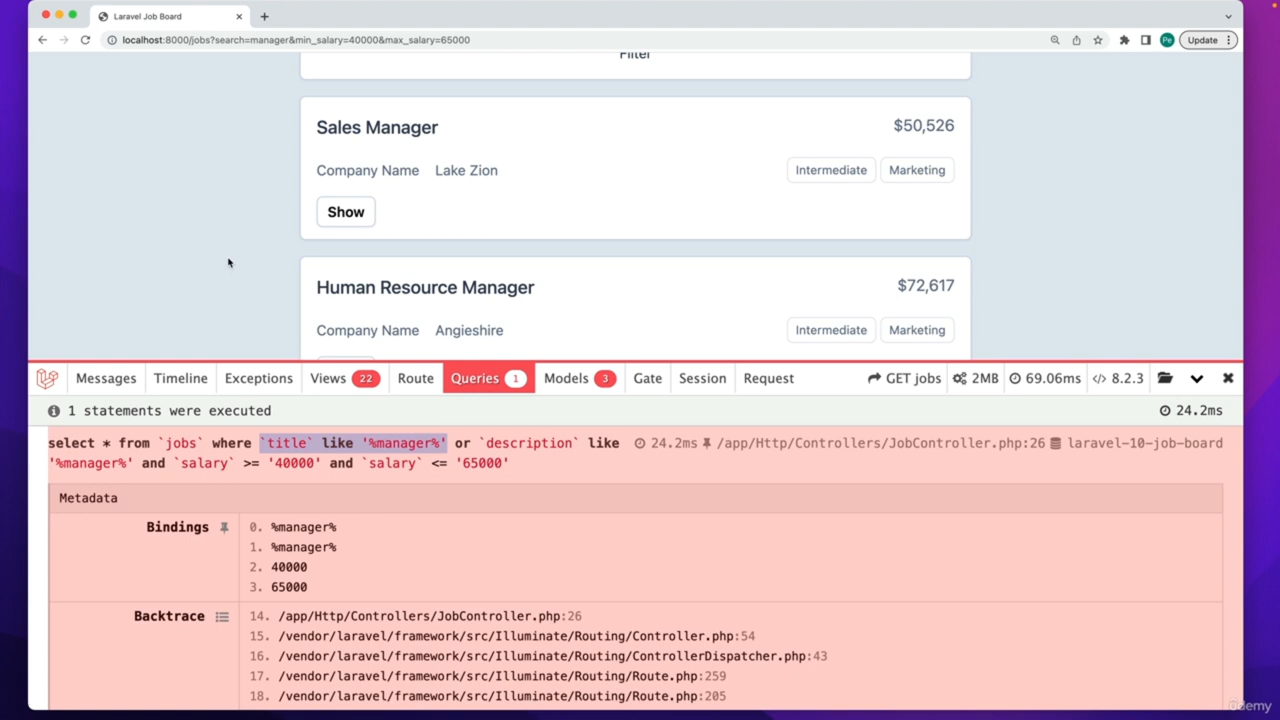 Laravel Job Board
localhost:8000/jobs?search=manager&min_salary=40000&max_salary=65000
Pe
Update
Filter
Sales Manager
$50,526
Company Name Lake Zion
Intermediate Marketing
Show
Human Resource Manager
$72,617
Company Name Angieshire
Intermediate Marketing
Messages Timeline Exceptions Views 22 Route Queries 1 Models 3 Gate Session Request GET jobs 2MB 69.06ms 8.2.3
1 statements were executed 24.2ms
select * from `jobs` where `title` like '%manager%' or `description` like 24.2ms /app/Http/Controllers/JobController.php:26 laravel-10-job-board
'%manager%' and `salary` >= '40000' and `salary` <= '65000'
Metadata
Bindings 0. %manager%
1. %manager%
2. 40000
3. 65000
Backtrace 14. /app/Http/Controllers/JobController.php:26
15. /vendor/laravel/framework/src/Illuminate/Routing/Controller.php:54
16. /vendor/laravel/framework/src/Illuminate/Routing/ControllerDispatcher.php:43
17. /vendor/laravel/framework/src/Illuminate/Routing/Route.php:259
18. /vendor/laravel/framework/src/Illuminate/Routing/Route.php:205
ûdemy